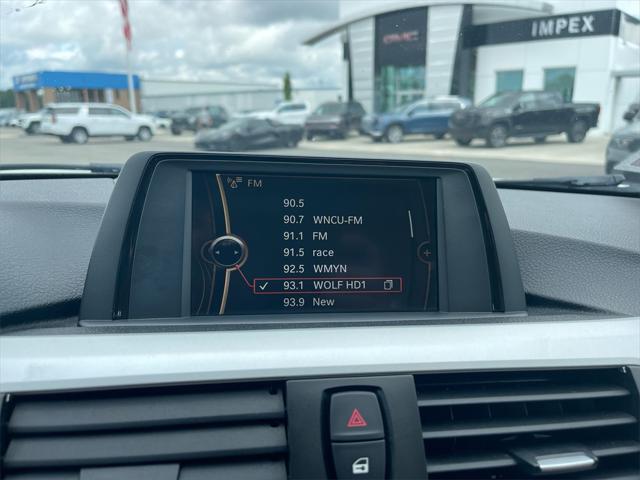 IMPEX
GMC
FM
90.5
90.7 WNCU-FM
91.1 FM
91.5 race
92.5 WMYN
✓ 93.1 WOLF HD1
93.9 New